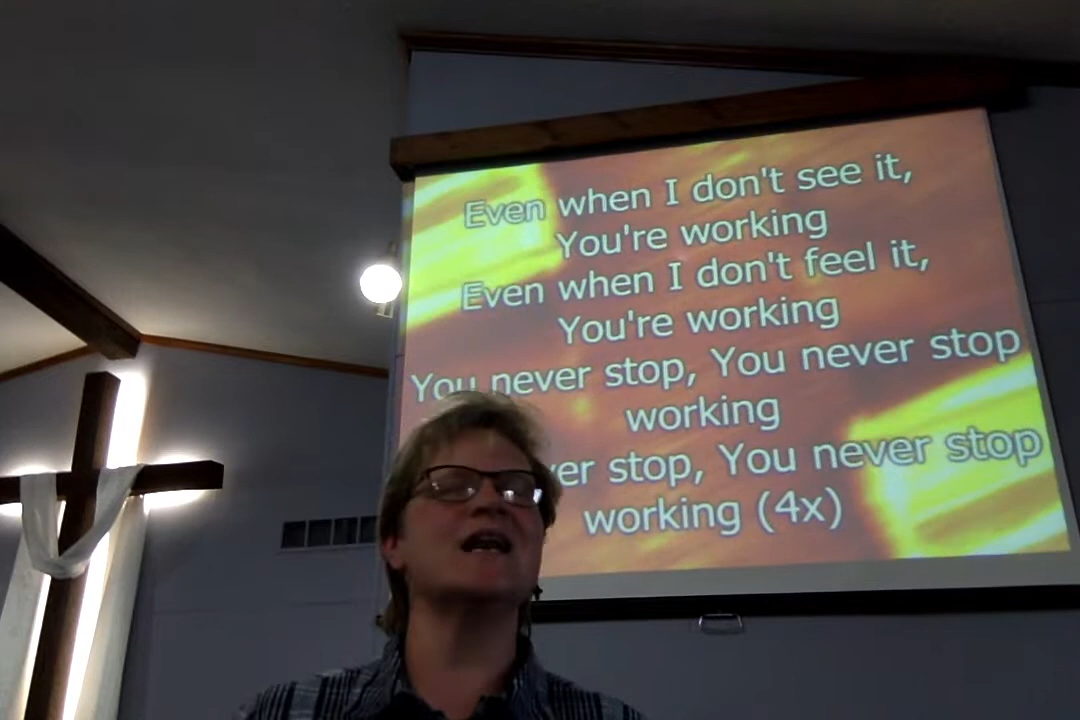 Even when I don't see it,
You're working
Even when I don't feel it,
You're working
You never stop, You never stop
working
ver stop, You never stop
working (4x)